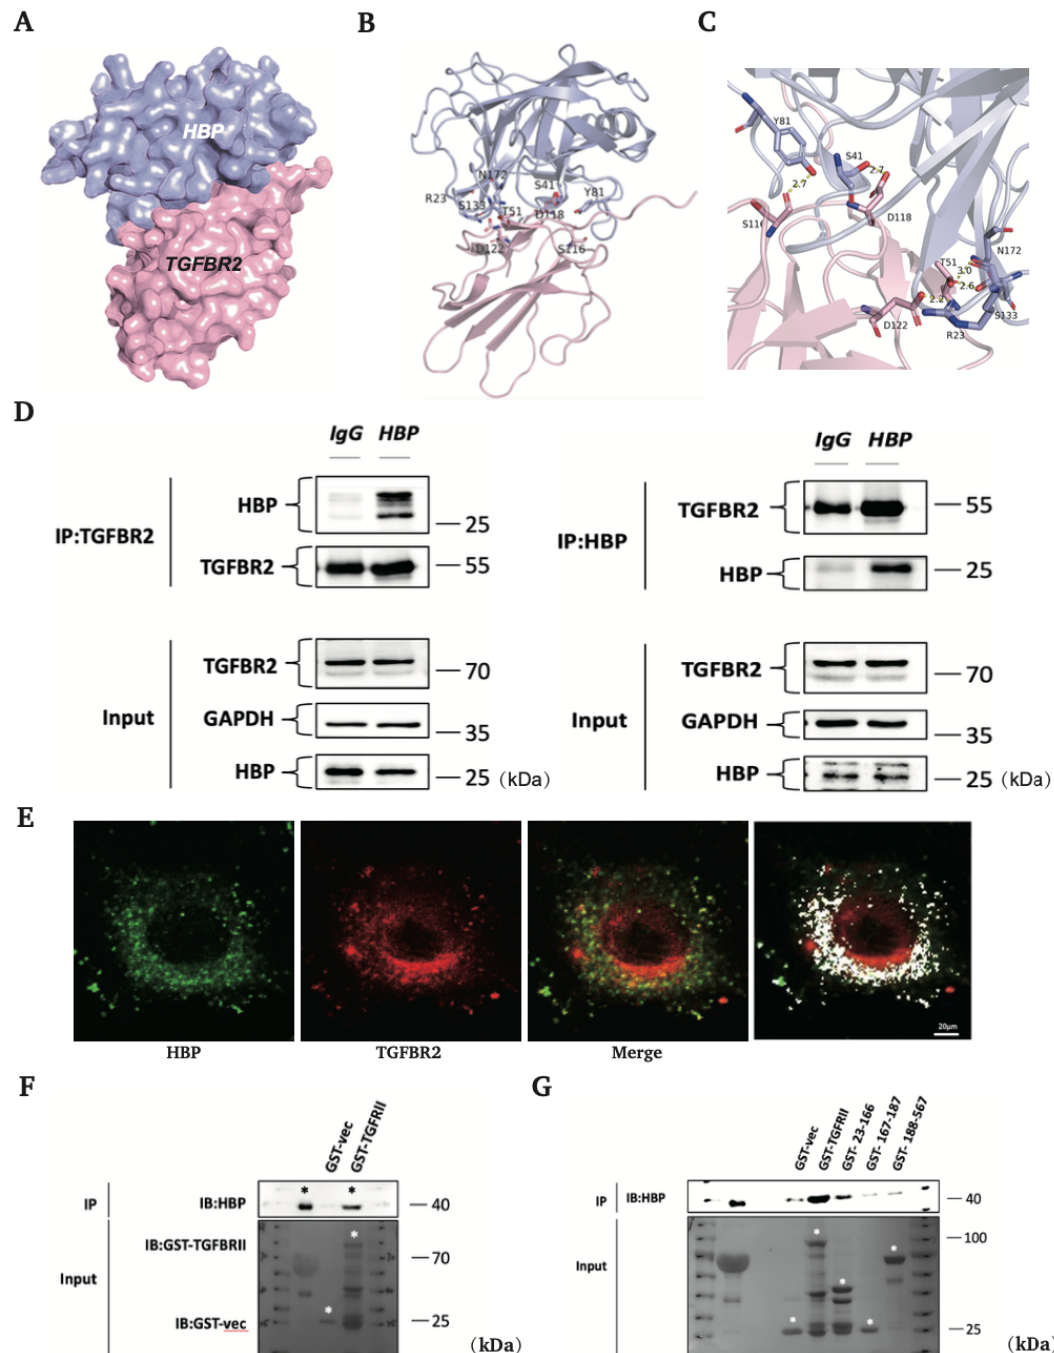 A
B
C
HBP
TGFBR2
N172
R23
S133
T51
S41
Y81
D118
D122
S116
Y81
S41
2.7
2.7
S116
D118
N172
T51
3.0
2.6
2.2
S133
D122
R23
D
IgG HBP
IP:TGFBR2
HBP
25
TGFBR2
55
Input
TGFBR2
70
GAPDH
35
HBP
25 (kDa)
IgG HBP
IP:HBP
TGFBR2
55
HBP
25
Input
TGFBR2
70
GAPDH
35
HBP
25 (kDa)
E
20μm
HBP
TGFBR2
Merge
F
GST-vec
GST-TGFRII
IP
IB:HBP
* *
40
IB:GST-TGFBRII
*
70
Input
*
IB:GST-vec
25
(kDa)
G
GST-vec
GST-TGFRII
GST- 23-166
GST- 167-187
GST- 188-567
IP
IB:HBP
40
*
100
*
Input
*
* *
25
(kDa)